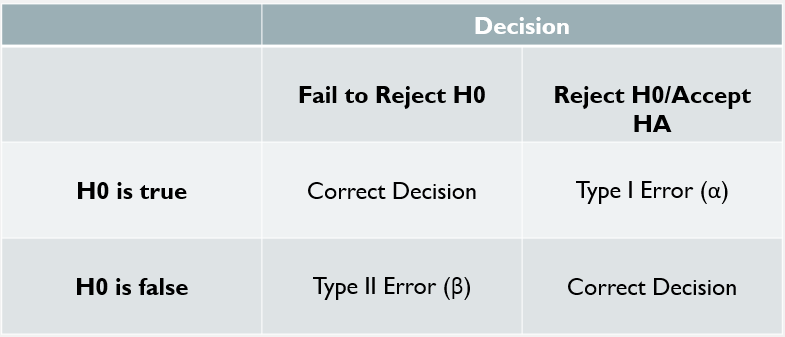 Decision
Fail to Reject H0
Reject H0/Accept
HA
H0 is true
Correct Decision
Type I Error (α)
H0 is false
Type II Error (β)
Correct Decision